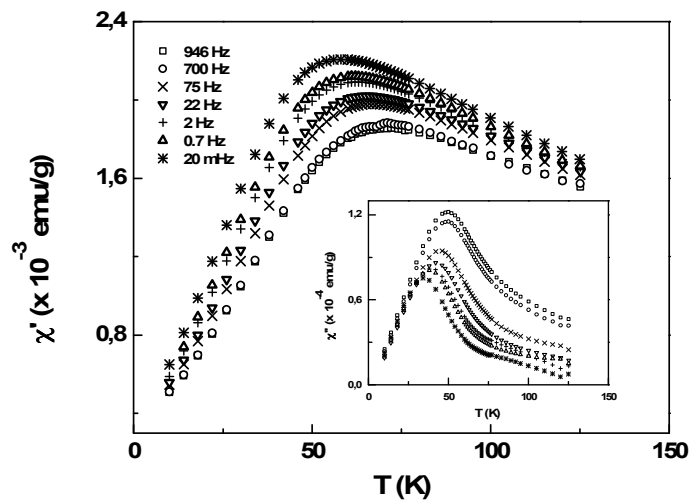 2,4
1,6
0,8
χ' (x 10⁻³ emu/g)
946 Hz
700 Hz
75 Hz
22 Hz
2 Hz
0.7 Hz
20 mHz
1,2
0,6
0,0
χ'' (x 10⁻⁴ emu/g)
0 50 100 150
T (K)
0 50 100 150
T (K)